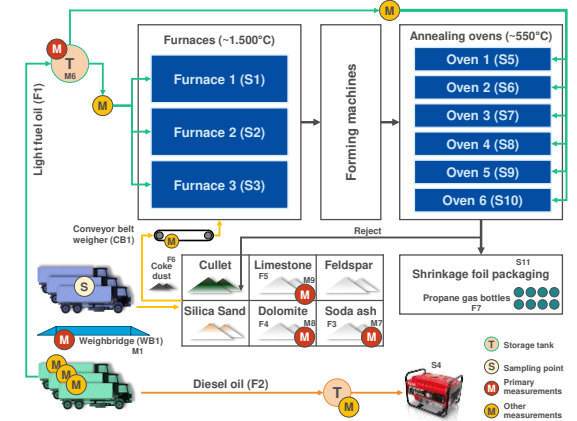 M
Furnaces (~1.500°C)
Annealing ovens (~550°C)
M
T
M6
Furnace 1 (S1)
Oven 1 (S5)
Oven 2 (S6)
M
Light fuel oil (F1)
Furnace 2 (S2)
Forming machines
Oven 3 (S7)
Oven 4 (S8)
Furnace 3 (S3)
Oven 5 (S9)
Oven 6 (S10)
Conveyor belt
weigher (CB1)
M
Reject
F6
Coke
dust
Cullet
Limestone
F5
M9
M
Feldspar
S11
Shrinkage foil packaging
Propane gas bottles
F7
S
Silica Sand
Dolomite
F4
M8
M
Soda ash
F3
M7
M
M
Weighbridge (WB1)
M1
T
Storage tank
S
Sampling point
M
Primary
measurements
M
Other
measurements
M
M
M
Diesel oil (F2)
T
M
S4